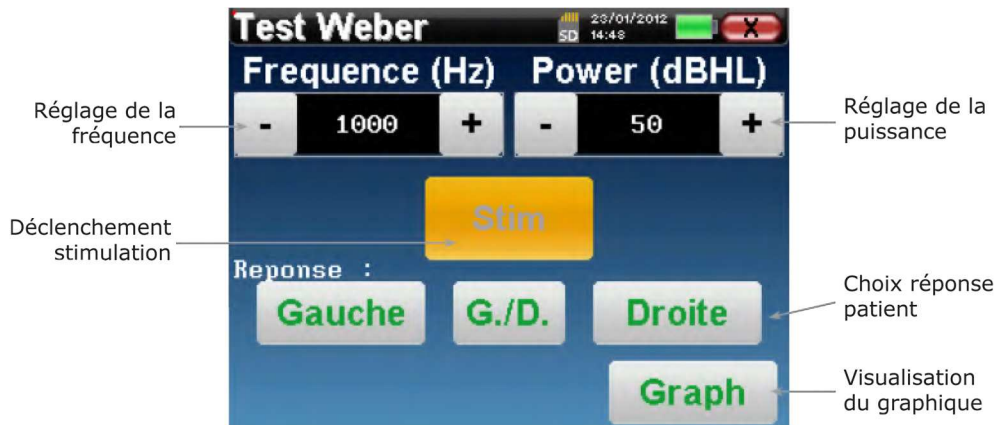 Test Weber
SD
23/01/2012
14:48
X
Frequence (Hz) Power (dBHL)
- 1000 + - 50 +
Réglage de la
fréquence
Réglage de la
puissance
Stim
Déclenchement
stimulation
Reponse :
Gauche G./D. Droite
Choix réponse
patient
Graph
Visualisation
du graphique